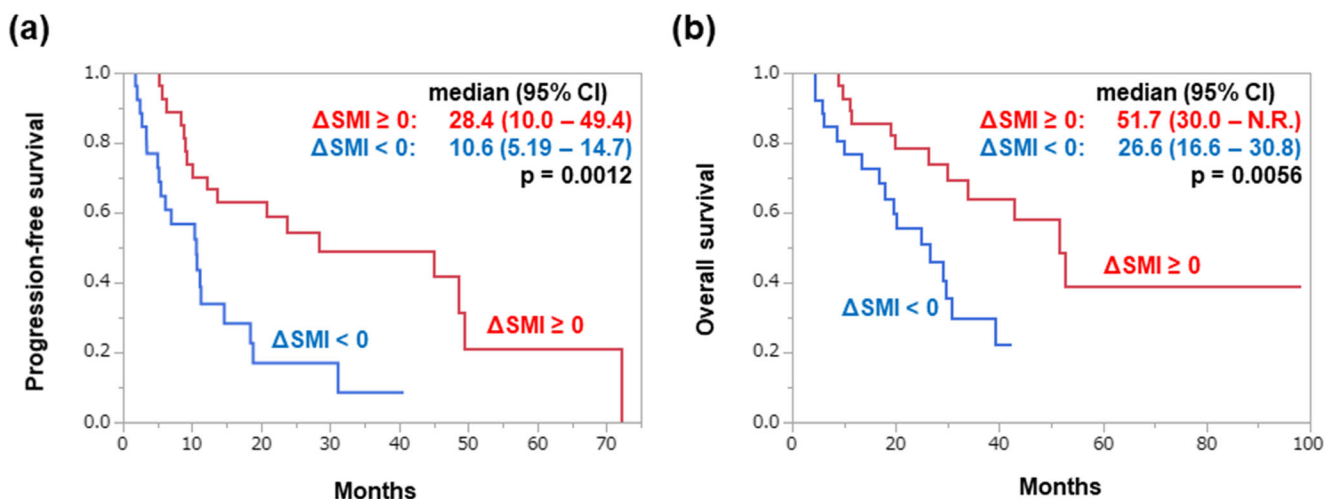 (a)
Progression-free survival
1.0
0.8
0.6
0.4
0.2
0.0
median (95% CI)
ΔSMI ≥ 0: 28.4 (10.0 – 49.4)
ΔSMI < 0: 10.6 (5.19 – 14.7)
p = 0.0012
ΔSMI ≥ 0
ΔSMI < 0
0 10 20 30 40 50 60 70
Months
(b)
Overall survival
1.0
0.8
0.6
0.4
0.2
0.0
median (95% CI)
ΔSMI ≥ 0: 51.7 (30.0 – N.R.)
ΔSMI < 0: 26.6 (16.6 – 30.8)
p = 0.0056
ΔSMI ≥ 0
ΔSMI < 0
0 20 40 60 80 100
Months